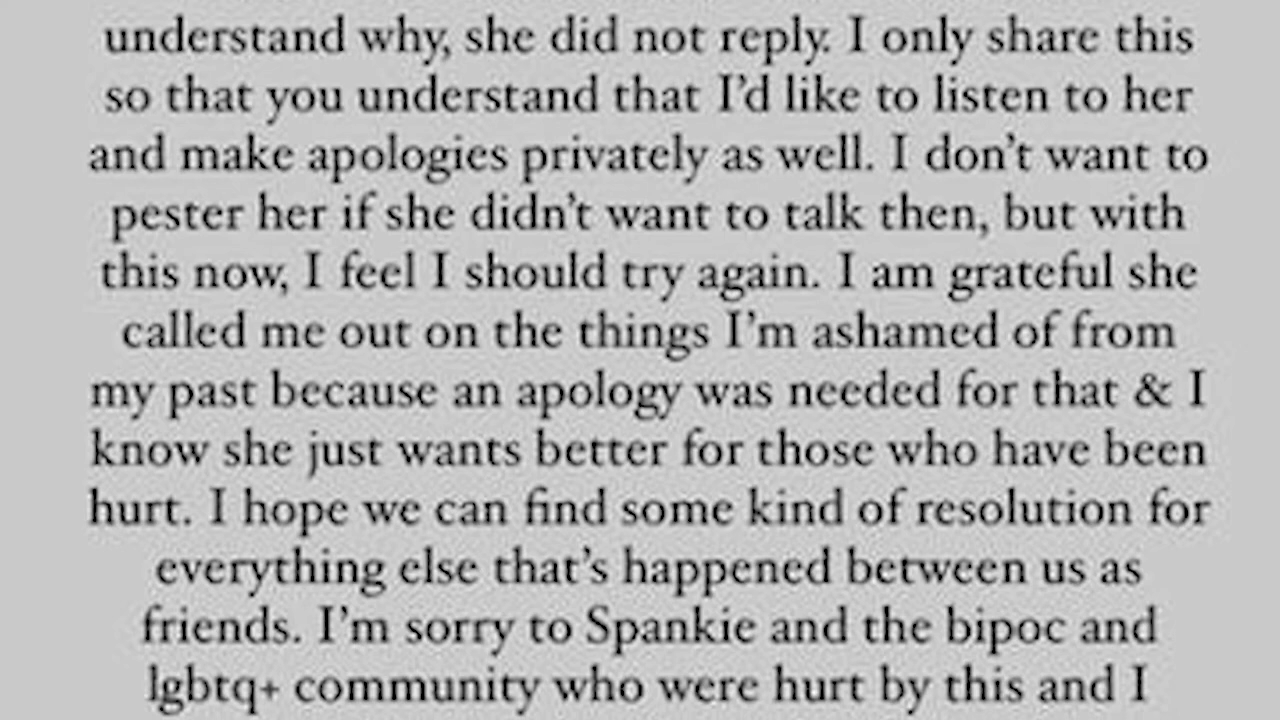 understand why, she did not reply. I only share this
so that you understand that I’d like to listen to her
and make apologies privately as well. I don’t want to
pester her if she didn’t want to talk then, but with
this now, I feel I should try again. I am grateful she
called me out on the things I’m ashamed of from
my past because an apology was needed for that & I
know she just wants better for those who have been
hurt. I hope we can find some kind of resolution for
everything else that’s happened between us as
friends. I’m sorry to Spankie and the bipoc and
lgbtq+ community who were hurt by this and I